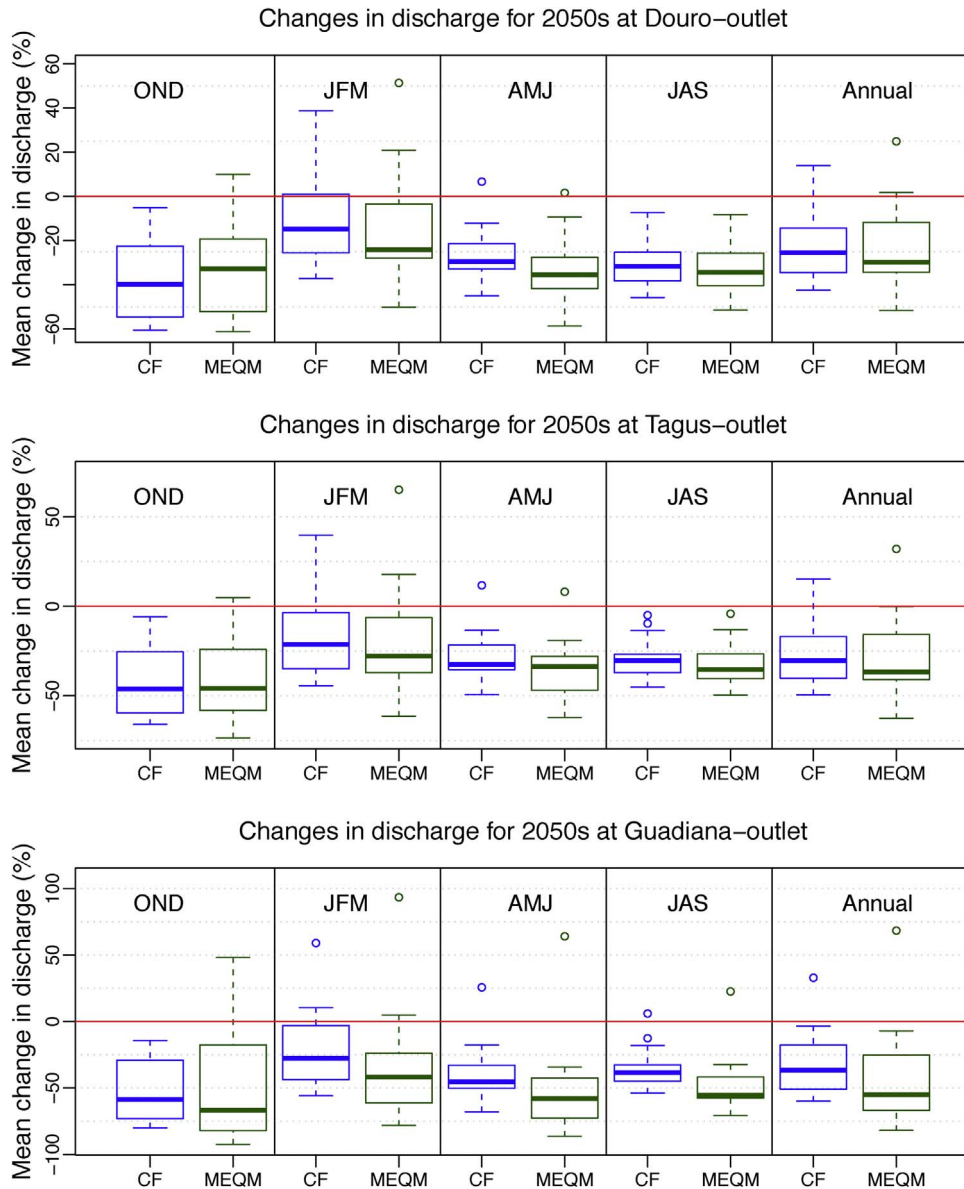 Changes in discharge for 2050s at Douro−outlet
Mean change in discharge (%)
60
40
20
0
−20
−60
OND
JFM
AMJ
JAS
Annual
CF
MEQM
CF
MEQM
CF
MEQM
CF
MEQM
CF
MEQM
Changes in discharge for 2050s at Tagus−outlet
Mean change in discharge (%)
50
0
−50
OND
JFM
AMJ
JAS
Annual
CF
MEQM
CF
MEQM
CF
MEQM
CF
MEQM
CF
MEQM
Changes in discharge for 2050s at Guadiana−outlet
Mean change in discharge (%)
100
50
0
−50
−100
OND
JFM
AMJ
JAS
Annual
CF
MEQM
CF
MEQM
CF
MEQM
CF
MEQM
CF
MEQM